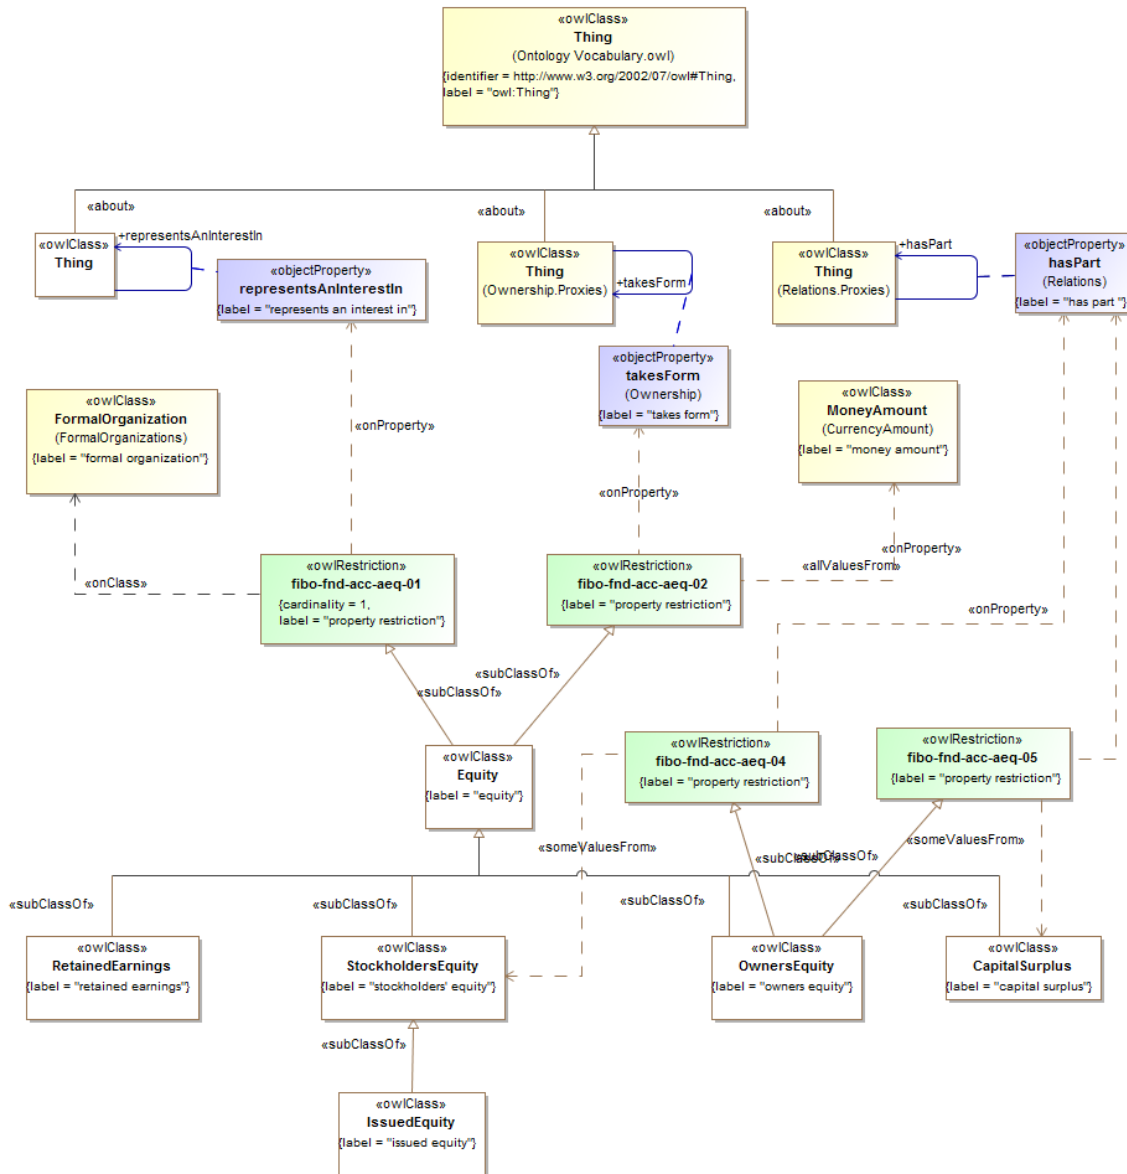 «owlClass»
Thing
(Ontology Vocabulary.owl)
{identifier = http://www.w3.org/2002/07/owl#Thing,
label = "owl:Thing"}
«about»
«about»
«about»
«owlClass»
Thing
+representsAnInterestIn
«objectProperty»
representsAnInterestIn
{label = "represents an interest in"}
«owlClass»
Thing
(Ownership.Proxies)
+takesForm
«owlClass»
Thing
(Relations.Proxies)
+hasPart
«objectProperty»
hasPart
(Relations)
{label = "has part "}
«objectProperty»
takesForm
(Ownership)
{label = "takes form"}
«owlClass»
FormalOrganization
(FormalOrganizations)
{label = "formal organization"}
«owlClass»
MoneyAmount
(CurrencyAmount)
{label = "money amount"}
«onProperty»
«onProperty»
«onProperty»
«allValuesFrom»
«onClass»
«owlRestriction»
fibo-fnd-acc-aeq-01
{cardinality = 1,
label = "property restriction"}
«owlRestriction»
fibo-fnd-acc-aeq-02
{label = "property restriction"}
«onProperty»
«subClassOf»
«subClassOf»
«owlClass»
Equity
{label = "equity"}
«owlRestriction»
fibo-fnd-acc-aeq-04
{label = "property restriction"}
«owlRestriction»
fibo-fnd-acc-aeq-05
{label = "property restriction"}
«someValuesFrom»
«someValuesFrom»
«subClassOf»
«subClassOf»
«subClassOf»
«subClassOf»
«subClassOf»
«subClassOf»
«owlClass»
RetainedEarnings
{label = "retained earnings"}
«owlClass»
StockholdersEquity
{label = "stockholders' equity"}
«owlClass»
OwnersEquity
{label = "owners equity"}
«owlClass»
CapitalSurplus
{label = "capital surplus"}
«subClassOf»
«owlClass»
IssuedEquity
{label = "issued equity"}